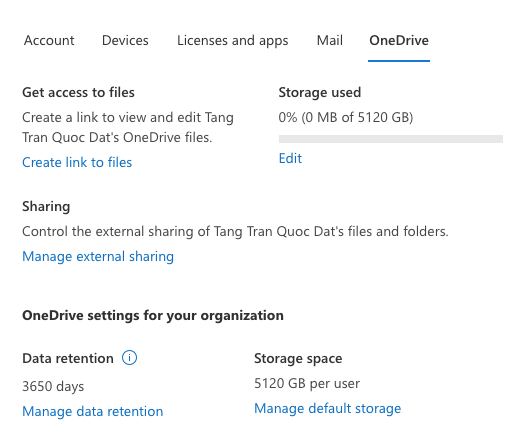 Account Devices Licenses and apps Mail OneDrive
Get access to files
Create a link to view and edit Tang
Tran Quoc Dat's OneDrive files.
Create link to files
Storage used
0% (0 MB of 5120 GB)
Edit
Sharing
Control the external sharing of Tang Tran Quoc Dat's files and folders.
Manage external sharing
OneDrive settings for your organization
Data retention
3650 days
Manage data retention
Storage space
5120 GB per user
Manage default storage